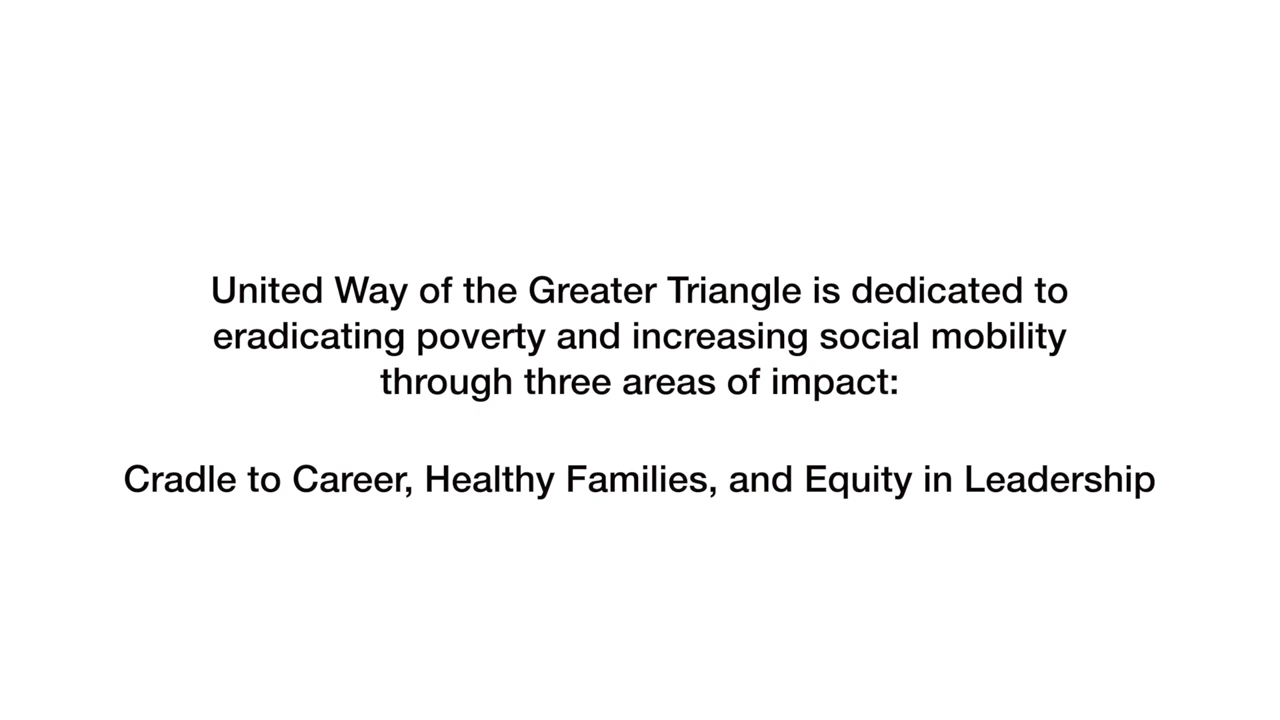 United Way of the Greater Triangle is dedicated to
eradicating poverty and increasing social mobility
through three areas of impact:
Cradle to Career, Healthy Families, and Equity in Leadership